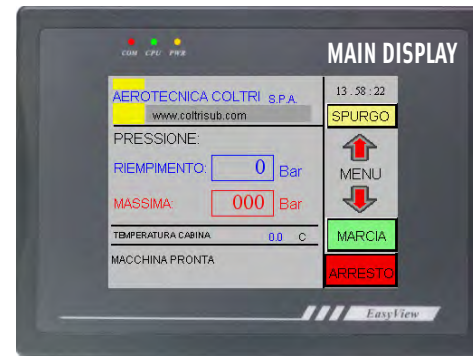 COM CPU PWR
MAIN DISPLAY
AEROTECNICA COLTRI S.P.A.
www.coltrisub.com
13 . 58 : 22
SPURGO
PRESSIONE:
RIEMPIMENTO: 0 Bar
MENU
MASSIMA: 000 Bar
TEMPERATURA CABINA 0.0 C
MARCIA
MACCHINA PRONTA
ARRESTO
EasyView